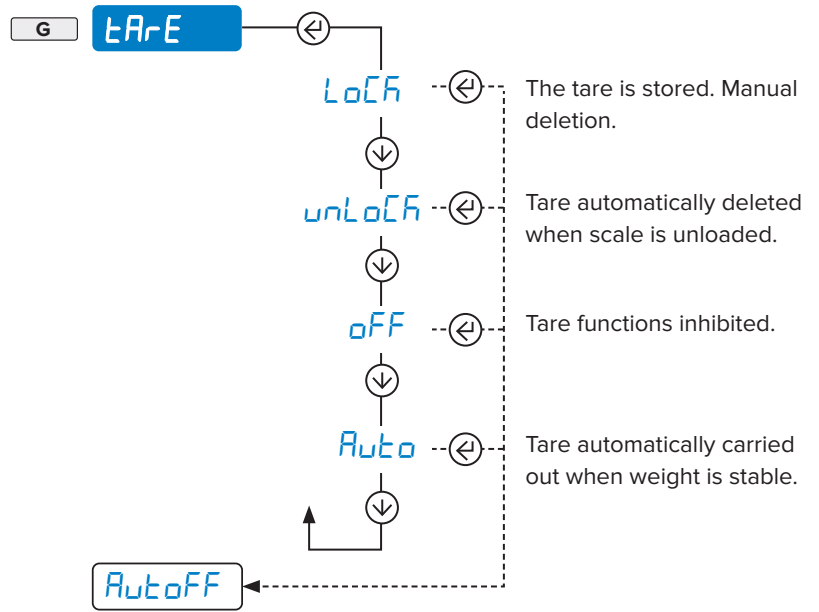 G tArE
LoCK
The tare is stored. Manual
deletion.
unLoCK
Tare automatically deleted
when scale is unloaded.
oFF
Tare functions inhibited.
Auto
Tare automatically carried
out when weight is stable.
AutoFF